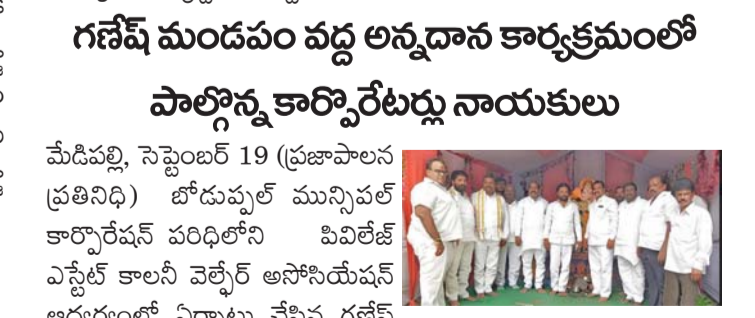 గణేష్ మండపం వద్ద అన్నదాన కార్యక్రమంలో
పాల్గొన్న కార్పొరేటర్లు నాయకులు
మేడిపల్లి, సెప్టెంబర్ 19 (ప్రజాపాలన
ప్రతినిధి) బోడుప్పల్ మున్సిపల్
కార్పొరేషన్ పరిధిలోని పివిలేజ్
ఎస్టేట్ కాలనీ వెల్ఫేర్ అసోసియేషన్